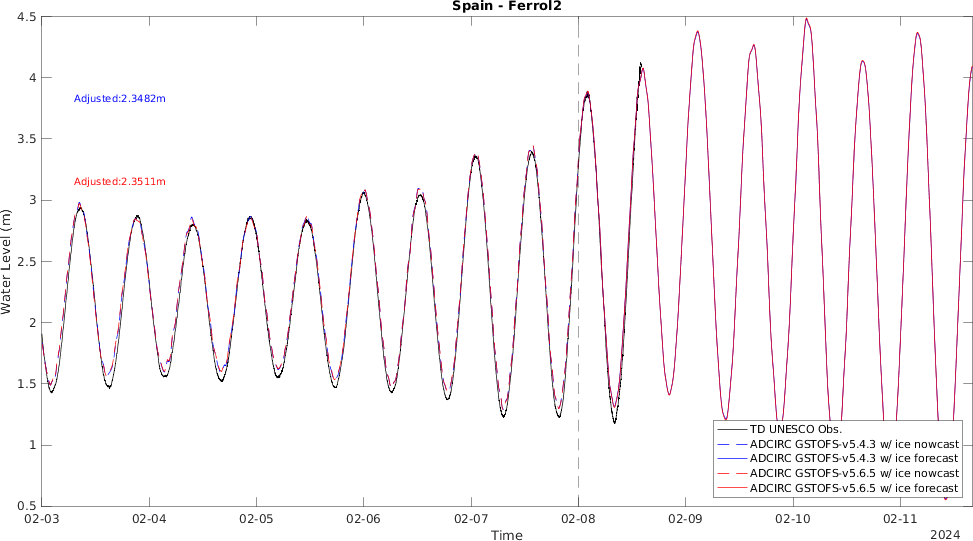 Spain - Ferrol2
4.5
4
3.5
3
2.5
2
1.5
1
0.5
Water Level (m)
Adjusted:2.3482m
Adjusted:2.3511m
TD UNESCO Obs.
ADCIRC GSTOFS-v5.4.3 w/ ice nowcast
ADCIRC GSTOFS-v5.4.3 w/ ice forecast
ADCIRC GSTOFS-v5.6.5 w/ ice nowcast
ADCIRC GSTOFS-v5.6.5 w/ ice forecast
02-03 02-04 02-05 02-06 02-07 02-08 02-09 02-10 02-11
Time
2024